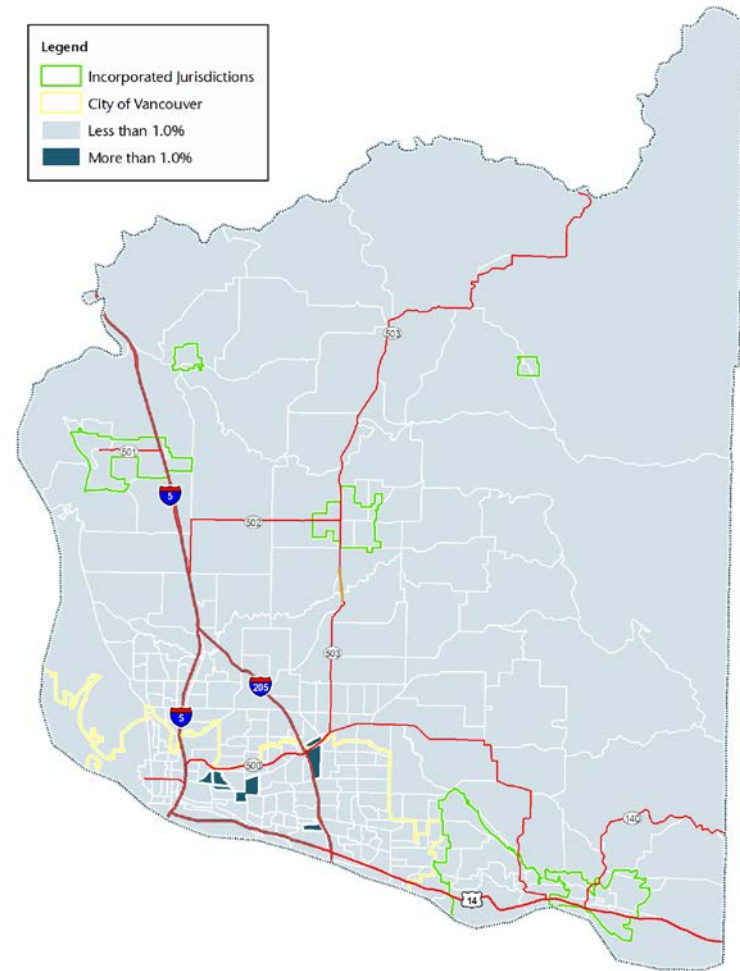 Legend
Incorporated Jurisdictions
City of Vancouver
Less than 1.0%
More than 1.0%
503
501
5
502
503
205
5
500
140
14